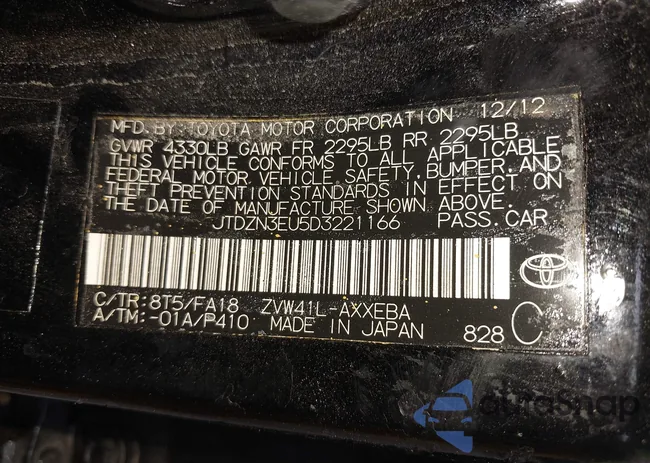 MFD. BY: TOYOTA MOTOR CORPORATION 12/12
GVWR 4330LB GAWR FR 2295LB RR 2295LB
THIS VEHICLE CONFORMS TO ALL APPLICABLE
FEDERAL MOTOR VEHICLE SAFETY, BUMPER, AND
THEFT PREVENTION STANDARDS IN EFFECT ON
THE DATE OF MANUFACTURE SHOWN ABOVE.
JTDZN3EU5D3221166 PASS.CAR
C/TR: 8T5/FA18 ZVW41L-AXXEBA
A/TM: -01A/P410 MADE IN JAPAN 828 C
AutraSnap